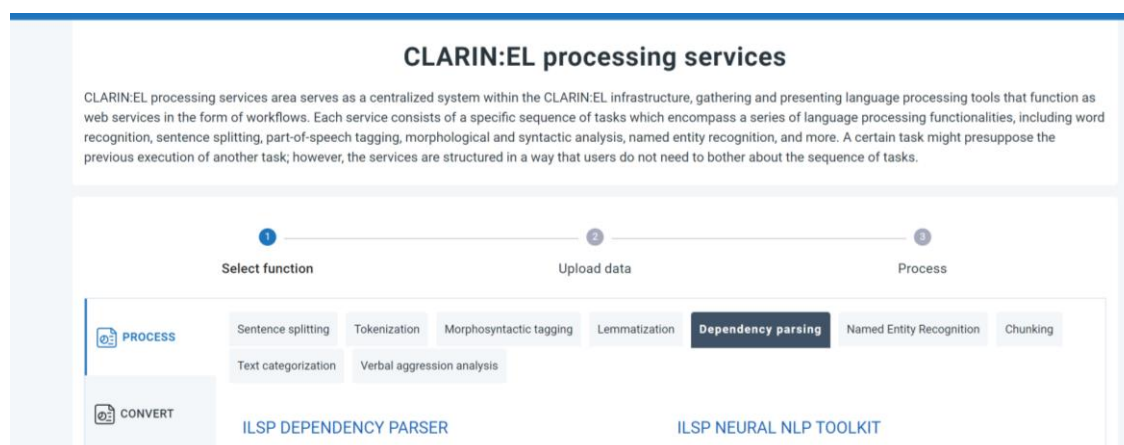 CLARIN:EL processing services
CLARIN:EL processing services area serves as a centralized system within the CLARIN:EL infrastructure, gathering and presenting language processing tools that function as
web services in the form of workflows. Each service consists of a specific sequence of tasks which encompass a series of language processing functionalities, including word
recognition, sentence splitting, part-of-speech tagging, morphological and syntactic analysis, named entity recognition, and more. A certain task might presuppose the
previous execution of another task; however, the services are structured in a way that users do not need to bother about the sequence of tasks.
1 2 3
Select function Upload data Process
PROCESS Sentence splitting Tokenization Morphosyntactic tagging Lemmatization Dependency parsing Named Entity Recognition Chunking
Text categorization Verbal aggression analysis
CONVERT
ILSP DEPENDENCY PARSER ILSP NEURAL NLP TOOLKIT